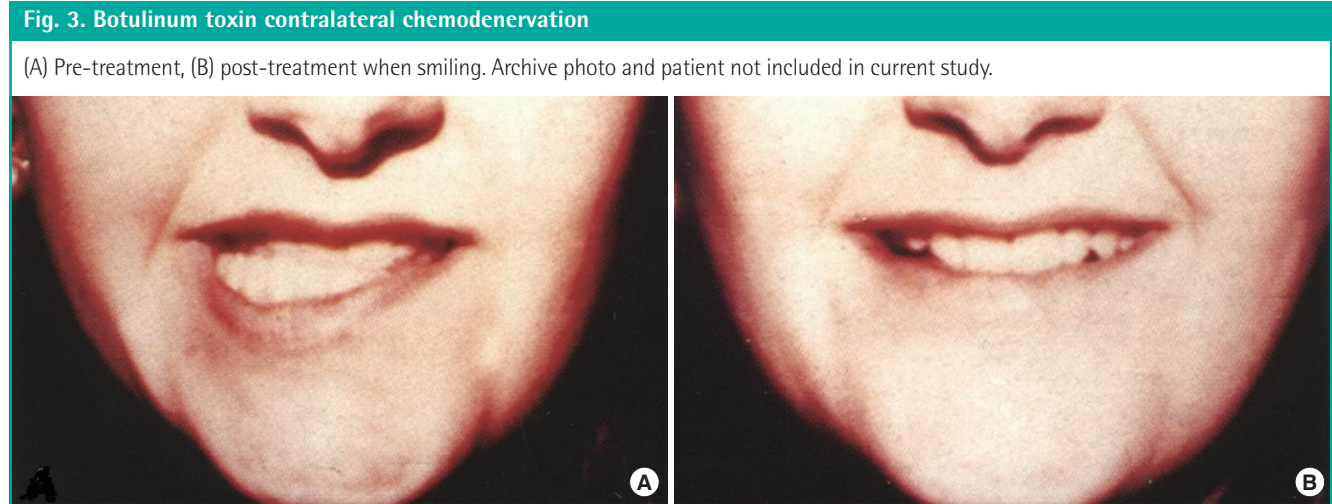 Fig. 3. Botulinum toxin contralateral chemodenervation
(A) Pre-treatment, (B) post-treatment when smiling. Archive photo and patient not included in current study.
A
A
B